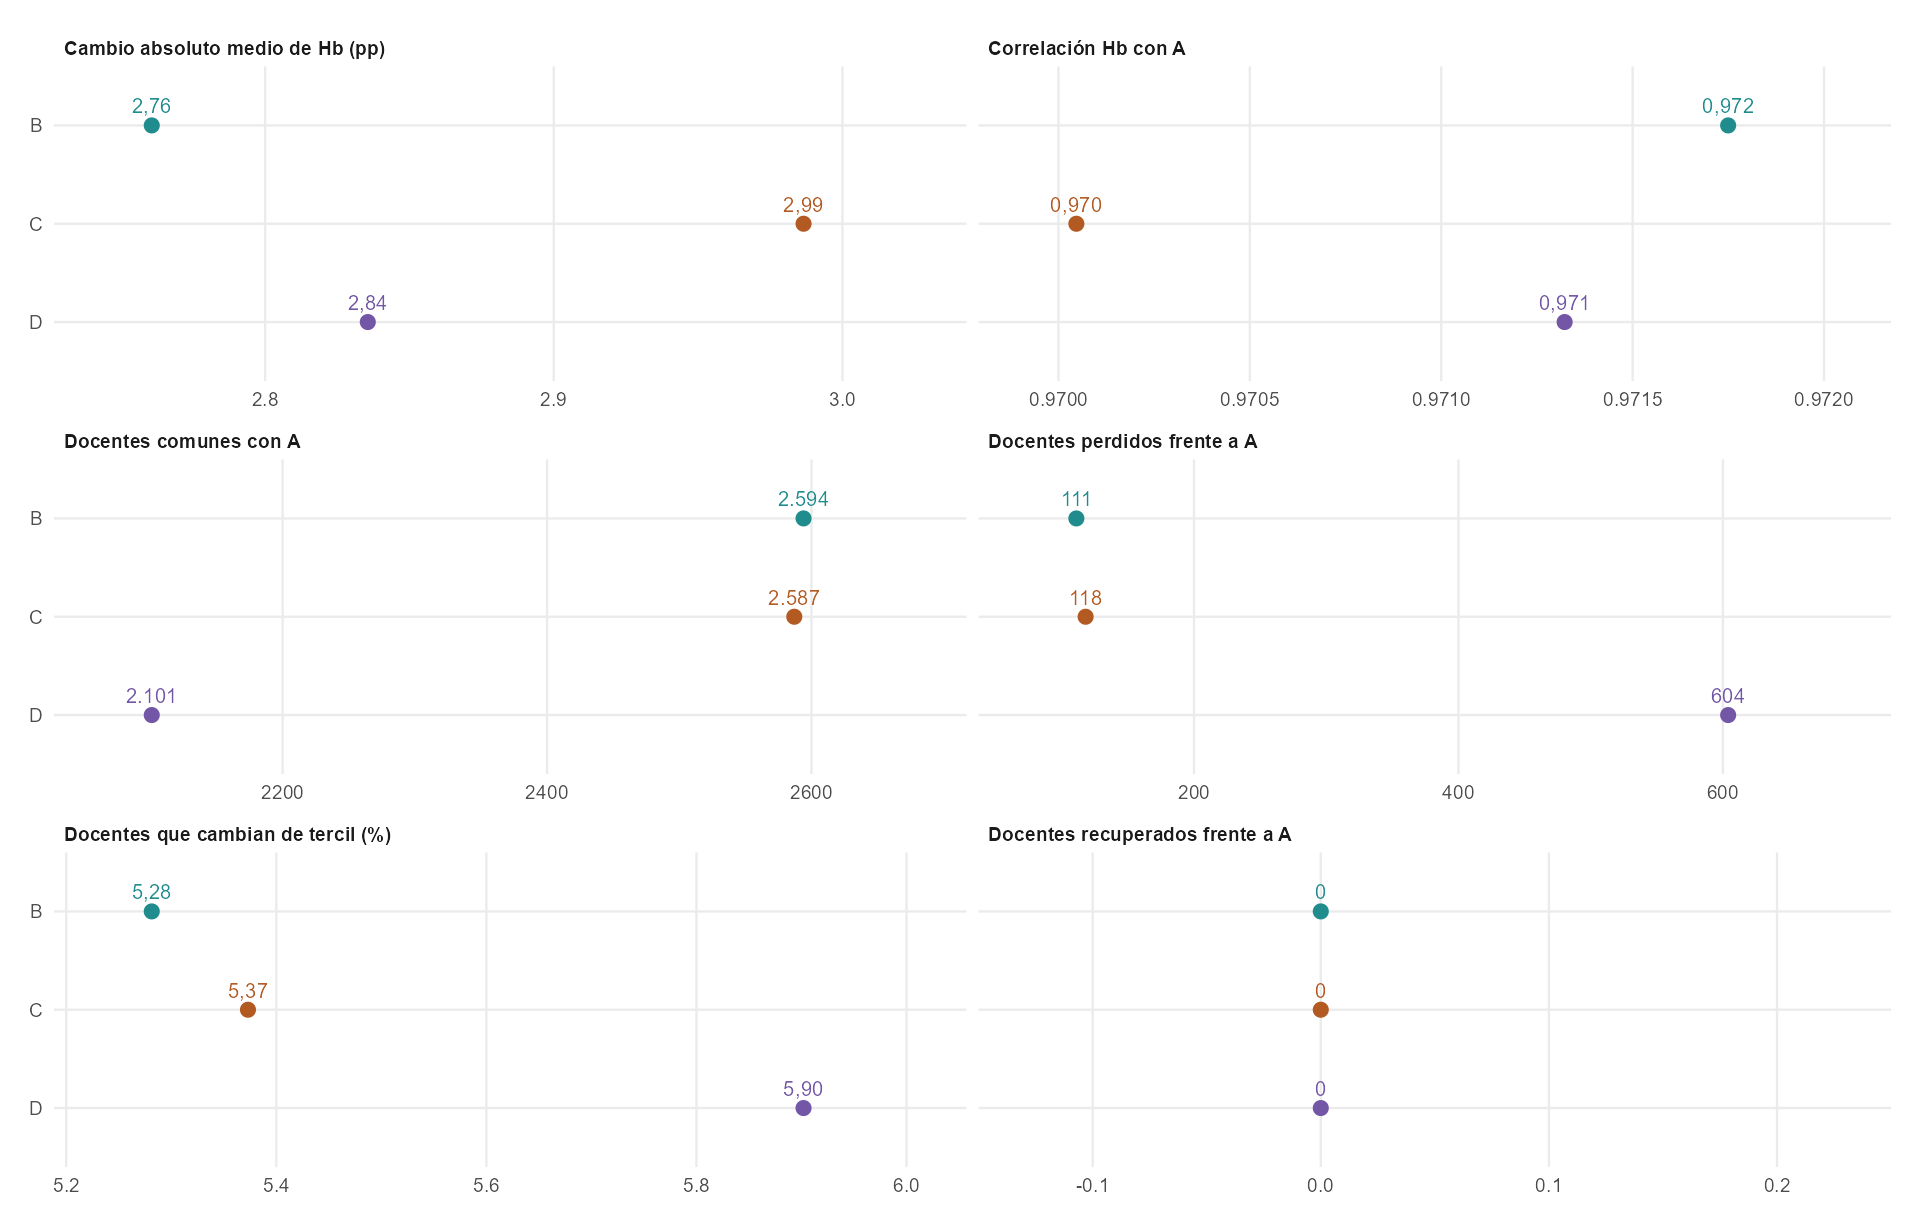 Cambio absoluto medio de Hb (pp)
2,76
B
2,99
C
2,84
D
2.8 2.9 3.0
Correlación Hb con A
0,972
0,970
0,971
0.9700 0.9705 0.9710 0.9715 0.9720
Docentes comunes con A
2.594
B
2.587
C
2.101
D
2200 2400 2600
Docentes perdidos frente a A
111
118
604
200 400 600
Docentes que cambian de tercil (%)
5,28
B
5,37
C
5,90
D
5.2 5.4 5.6 5.8 6.0
Docentes recuperados frente a A
0
0
0
-0.1 0.0 0.1 0.2